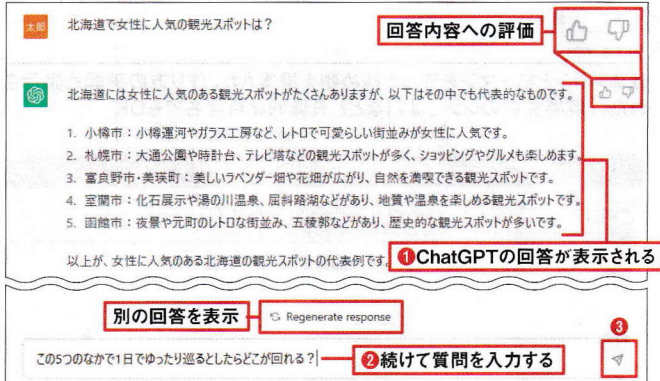 太郎
北海道で女性に人気の観光スポットは？
回答内容への評価
北海道には女性に人気のある観光スポットがたくさんありますが、以下はその中でも代表的なものです。
1. 小樽市：小樽運河やガラス工房など、レトロで可愛らしい街並みが女性に人気です。
2. 札幌市：大通公園や時計台、テレビ塔などの観光スポットが多く、ショッピングやグルメも楽しめます。
3. 富良野市・美瑛町：美しいラベンダー畑や花畑が広がり、自然を満喫できる観光スポットです。
4. 室蘭市：化石展示や湯の川温泉、屈斜路湖などがあり、地質や温泉を楽しめる観光スポットです。
5. 函館市：夜景や元町のレトロな街並み、五稜郭などがあり、歴史的な観光スポットが多いです。
以上が、女性に人気のある北海道の観光スポットの代表例です。
❶ChatGPTの回答が表示される
別の回答を表示
Regenerate response
❸
この5つのなかで1日でゆったり巡るとしたらどこが回れる？
❷続けて質問を入力する